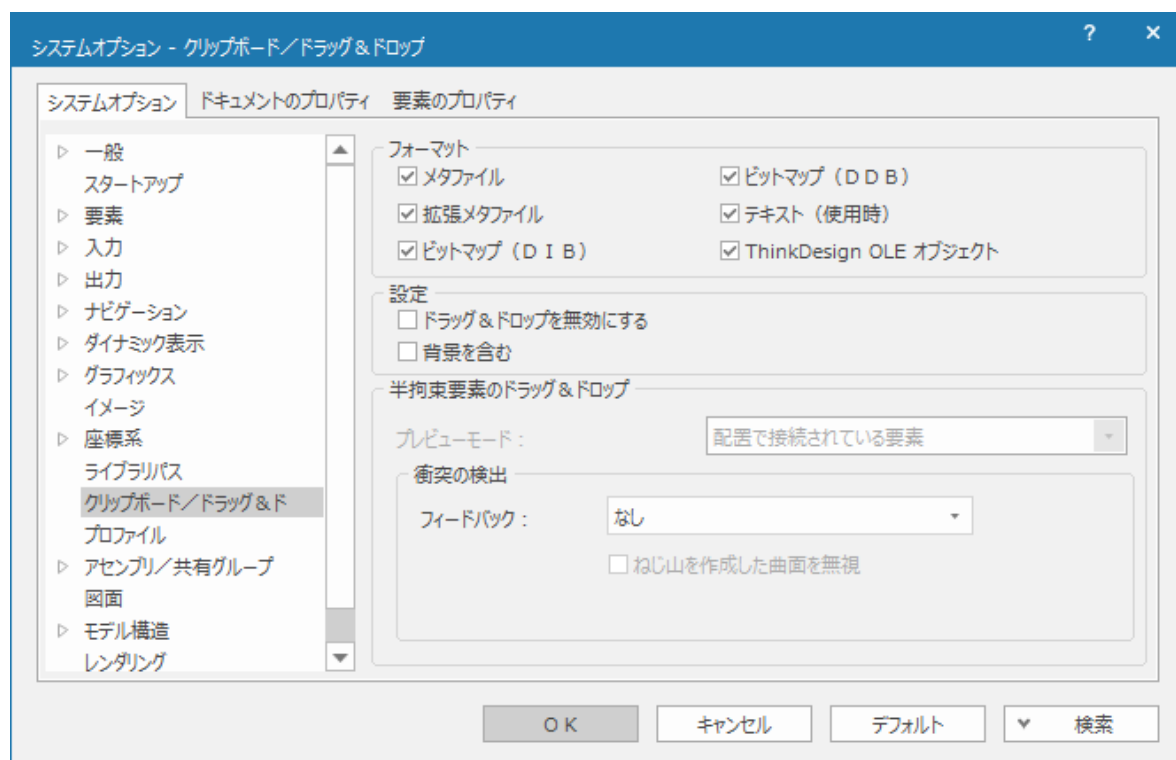 システムオプション - クリップボード／ドラッグ＆ドロップ
?
×
システムオプション
ドキュメントのプロパティ
要素のプロパティ
一般
スタートアップ
要素
入力
出力
ナビゲーション
ダイナミック表示
グラフィックス
イメージ
座標系
ライブラリパス
クリップボード／ドラッグ＆ド
プロファイル
アセンブリ／共有グループ
図面
モデル構造
レンダリング
フォーマット
メタファイル
ビットマップ（ＤＤＢ）
拡張メタファイル
テキスト（使用時）
ビットマップ（ＤＩＢ）
ThinkDesign OLE オブジェクト
設定
ドラッグ＆ドロップを無効にする
背景を含む
半拘束要素のドラッグ＆ドロップ
プレビューモード：
配置で接続されている要素
衝突の検出
フィードバック：
なし
ねじ山を作成した曲面を無視
ＯＫ
キャンセル
デフォルト
検索